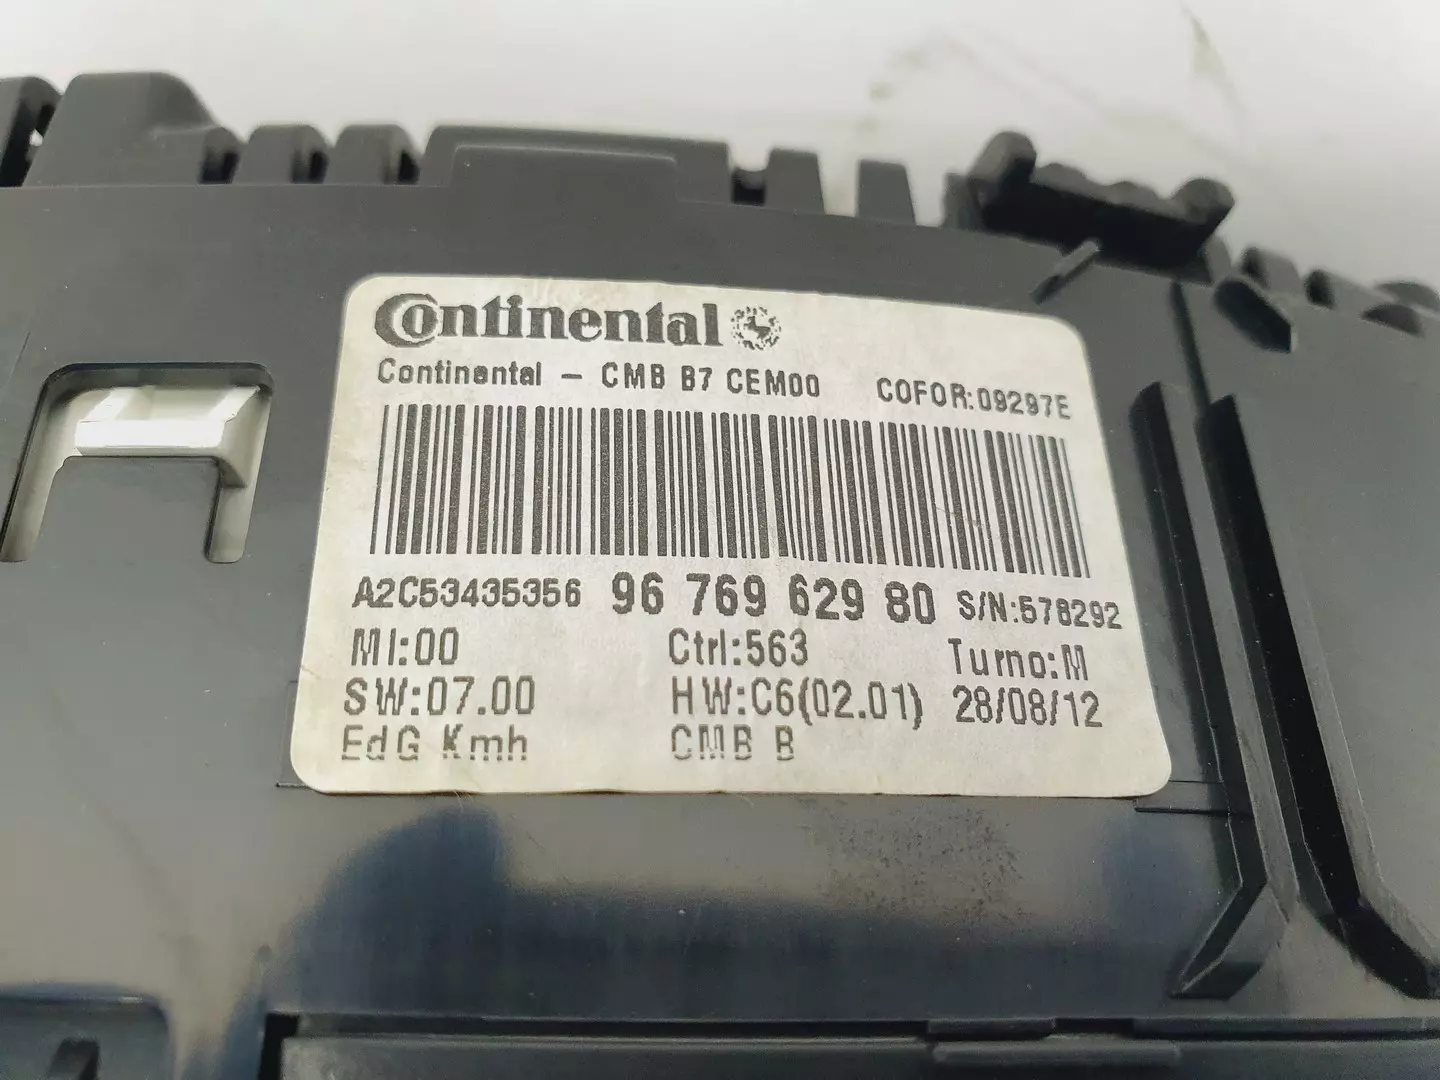 Continental
Continental - CMB B7 CEM00 COFOR:09297E
A2C53435356 96 769 629 80 S/N:578292
MI:00 Ctrl:563 Turno:M
SW:07.00 HW:C6(02.01) 28/08/12
EdG Kmh CMB B